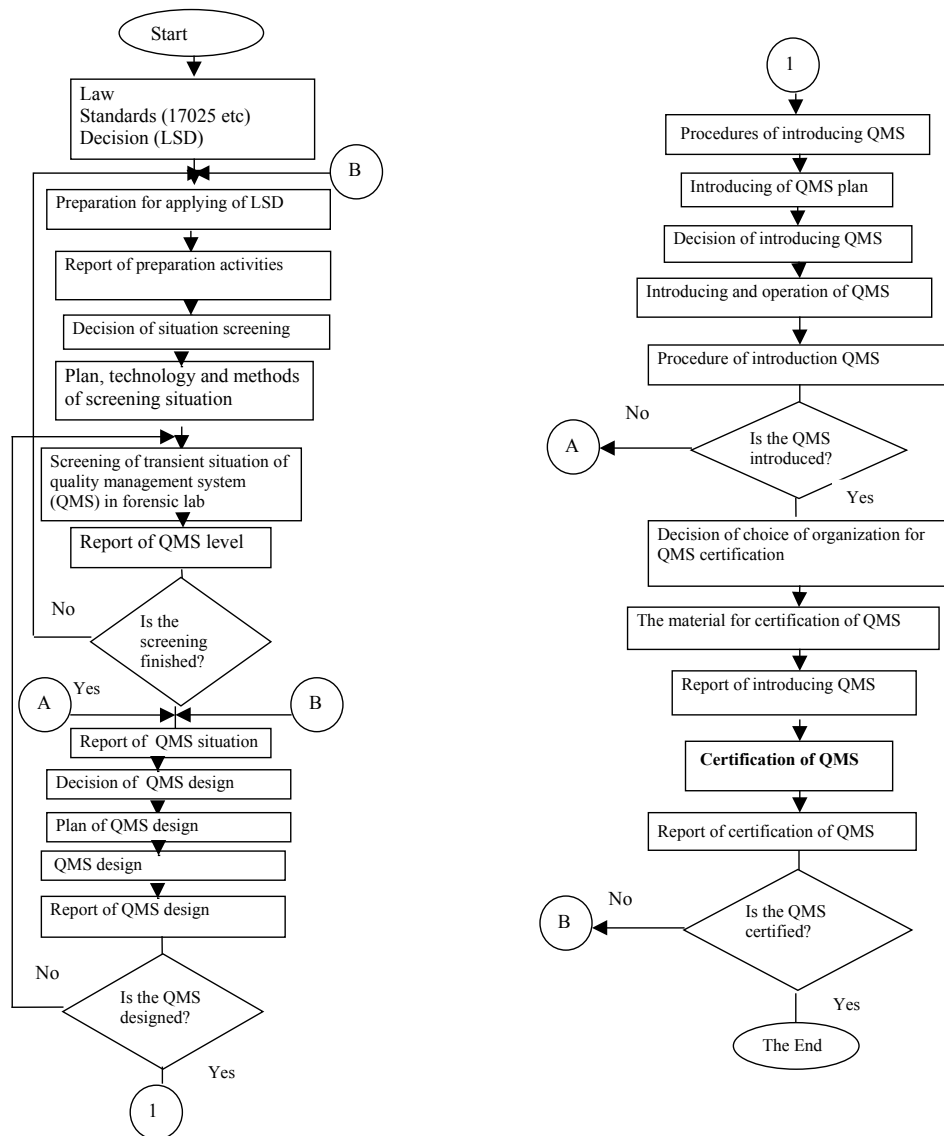 Start
Law
Standards (17025 etc)
Decision (LSD)
B
Preparation for applying of LSD
Report of preparation activities
Decision of situation screening
Plan, technology and methods
of screening situation
Screening of transient situation of
quality management system
(QMS) in forensic lab
Report of QMS level
No
Is the
screening
finished?
Yes
A
B
Report of QMS situation
Decision of QMS design
Plan of QMS design
QMS design
Report of QMS design
No
Is the QMS
designed?
Yes
1
1
Procedures of introducing QMS
Introducing of QMS plan
Decision of introducing QMS
Introducing and operation of QMS
Procedure of introduction QMS
No
A
Is the QMS
introduced?
Yes
Decision of choice of organization for
QMS certification
The material for certification of QMS
Report of introducing QMS
Certification of QMS
Report of certification of QMS
No
B
Is the QMS
certified?
Yes
The End